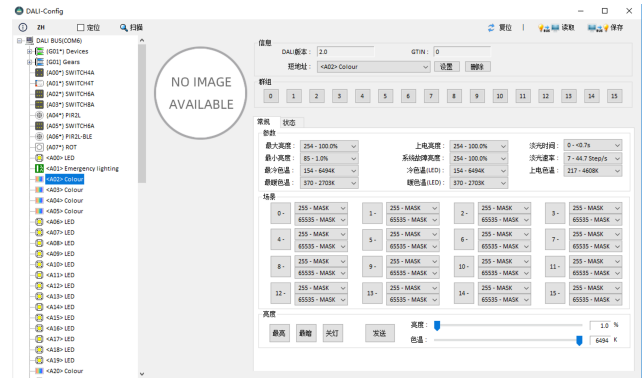 DALI-Config
ZH 定位 扫描 复位 读取 保存
DALI BUS(COM6)
[G01*) Devices
[G01) Gears
{A00*) SWITCH4A
{A01*) SWITCH4T
{A02*) SWITCH6A
{A03*) SWITCH8A
{A04*) PIR2L
{A05*) SWITCH6A
{A06*) PIR2L-BLE
{A07*) ROT
<A00> LED
<A01> Emergency lighting
<A02> Colour
<A03> Colour
<A04> Colour
<A05> Colour
<A06> LED
<A07> LED
<A08> LED
<A09> LED
<A10> LED
<A11> LED
<A12> LED
<A13> LED
<A14> LED
<A15> LED
<A16> LED
<A17> LED
<A18> LED
<A19> LED
<A20> Colour
NO IMAGE
AVAILABLE
信息
DALI版本： 2.0 GTIN： 0
短地址： <A02> Colour 设置 删除
群组
0 1 2 3 4 5 6 7 8 9 10 11 12 13 14 15
常规 状态
参数
最大亮度： 254 - 100.0% 上电亮度： 254 - 100.0% 淡光时间： 0 - <0.7s
最小亮度： 85 - 1.0% 系统故障亮度： 254 - 100.0% 淡光速率： 7 - 44.7 Step/s
最冷色温： 154 - 6494K 冷色温(LED)： 154 - 6494K 上电色温： 217 - 4608K
最暖色温： 370 - 2703K 暖色温(LED)： 370 - 2703K
场景
0 - 255 - MASK 1 - 255 - MASK 2 - 255 - MASK 3 - 255 - MASK
65535 - MASK 65535 - MASK 65535 - MASK 65535 - MASK
4 - 255 - MASK 5 - 255 - MASK 6 - 255 - MASK 7 - 255 - MASK
65535 - MASK 65535 - MASK 65535 - MASK 65535 - MASK
8 - 255 - MASK 9 - 255 - MASK 10 - 255 - MASK 11 - 255 - MASK
65535 - MASK 65535 - MASK 65535 - MASK 65535 - MASK
12 - 255 - MASK 13 - 255 - MASK 14 - 255 - MASK 15 - 255 - MASK
65535 - MASK 65535 - MASK 65535 - MASK 65535 - MASK
亮度
最亮 最暗 关灯 发送 亮度： 1.0 %
色温： 6494 K